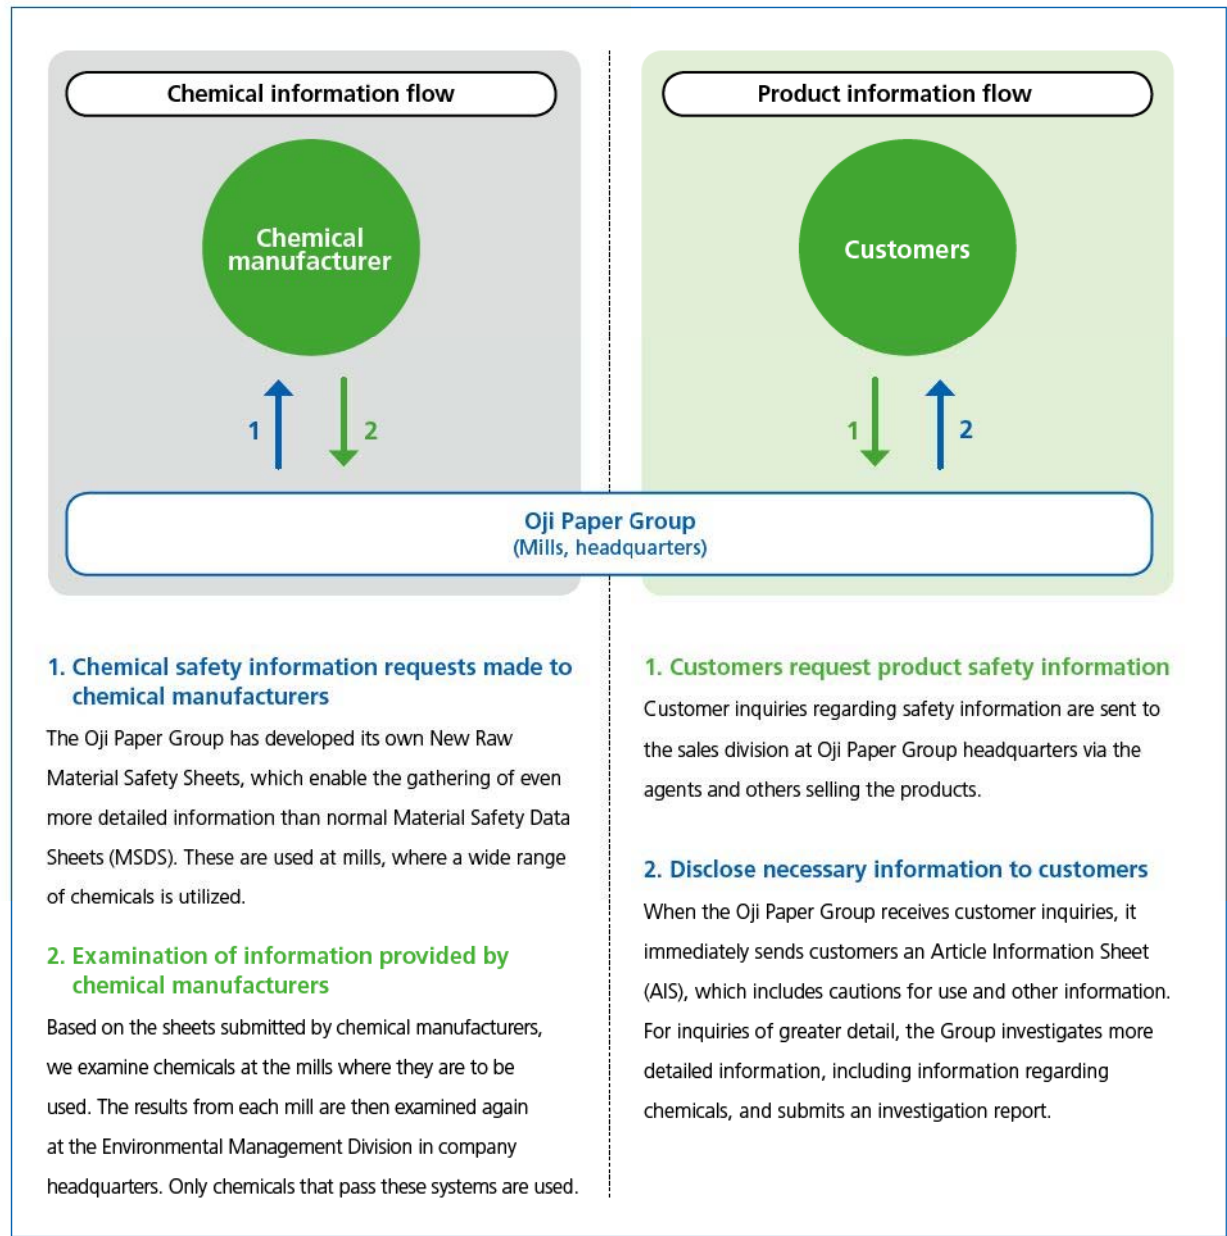 Chemical information flow
Chemical
manufacturer
1
2
Product information flow
Customers
1
2
Oji Paper Group
(Mills, headquarters)
1. Chemical safety information requests made to
chemical manufacturers
The Oji Paper Group has developed its own New Raw
Material Safety Sheets, which enable the gathering of even
more detailed information than normal Material Safety Data
Sheets (MSDS). These are used at mills, where a wide range
of chemicals is utilized.
2. Examination of information provided by
chemical manufacturers
Based on the sheets submitted by chemical manufacturers,
we examine chemicals at the mills where they are to be
used. The results from each mill are then examined again
at the Environmental Management Division in company
headquarters. Only chemicals that pass these systems are used.
1. Customers request product safety information
Customer inquiries regarding safety information are sent to
the sales division at Oji Paper Group headquarters via the
agents and others selling the products.
2. Disclose necessary information to customers
When the Oji Paper Group receives customer inquiries, it
immediately sends customers an Article Information Sheet
(AIS), which includes cautions for use and other information.
For inquiries of greater detail, the Group investigates more
detailed information, including information regarding
chemicals, and submits an investigation report.